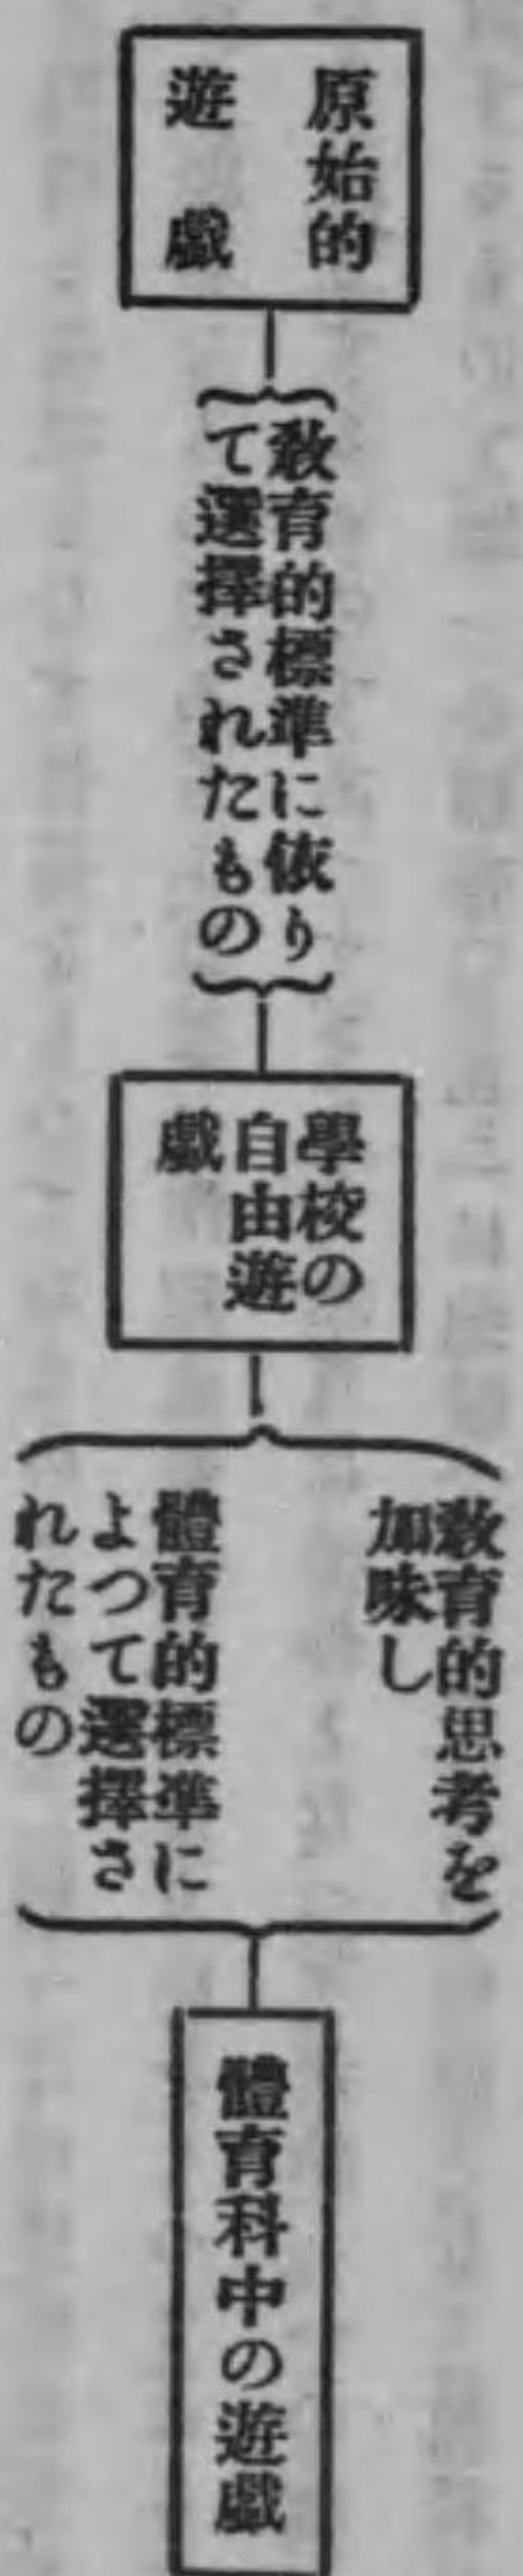 原始的
遊戲
敎育的標準に依り
て選擇されたもの
學校の
自由遊
戲
敎育的思考を
加味し
體育的標準に
よつて選擇さ
れたもの
體育科中の遊戲